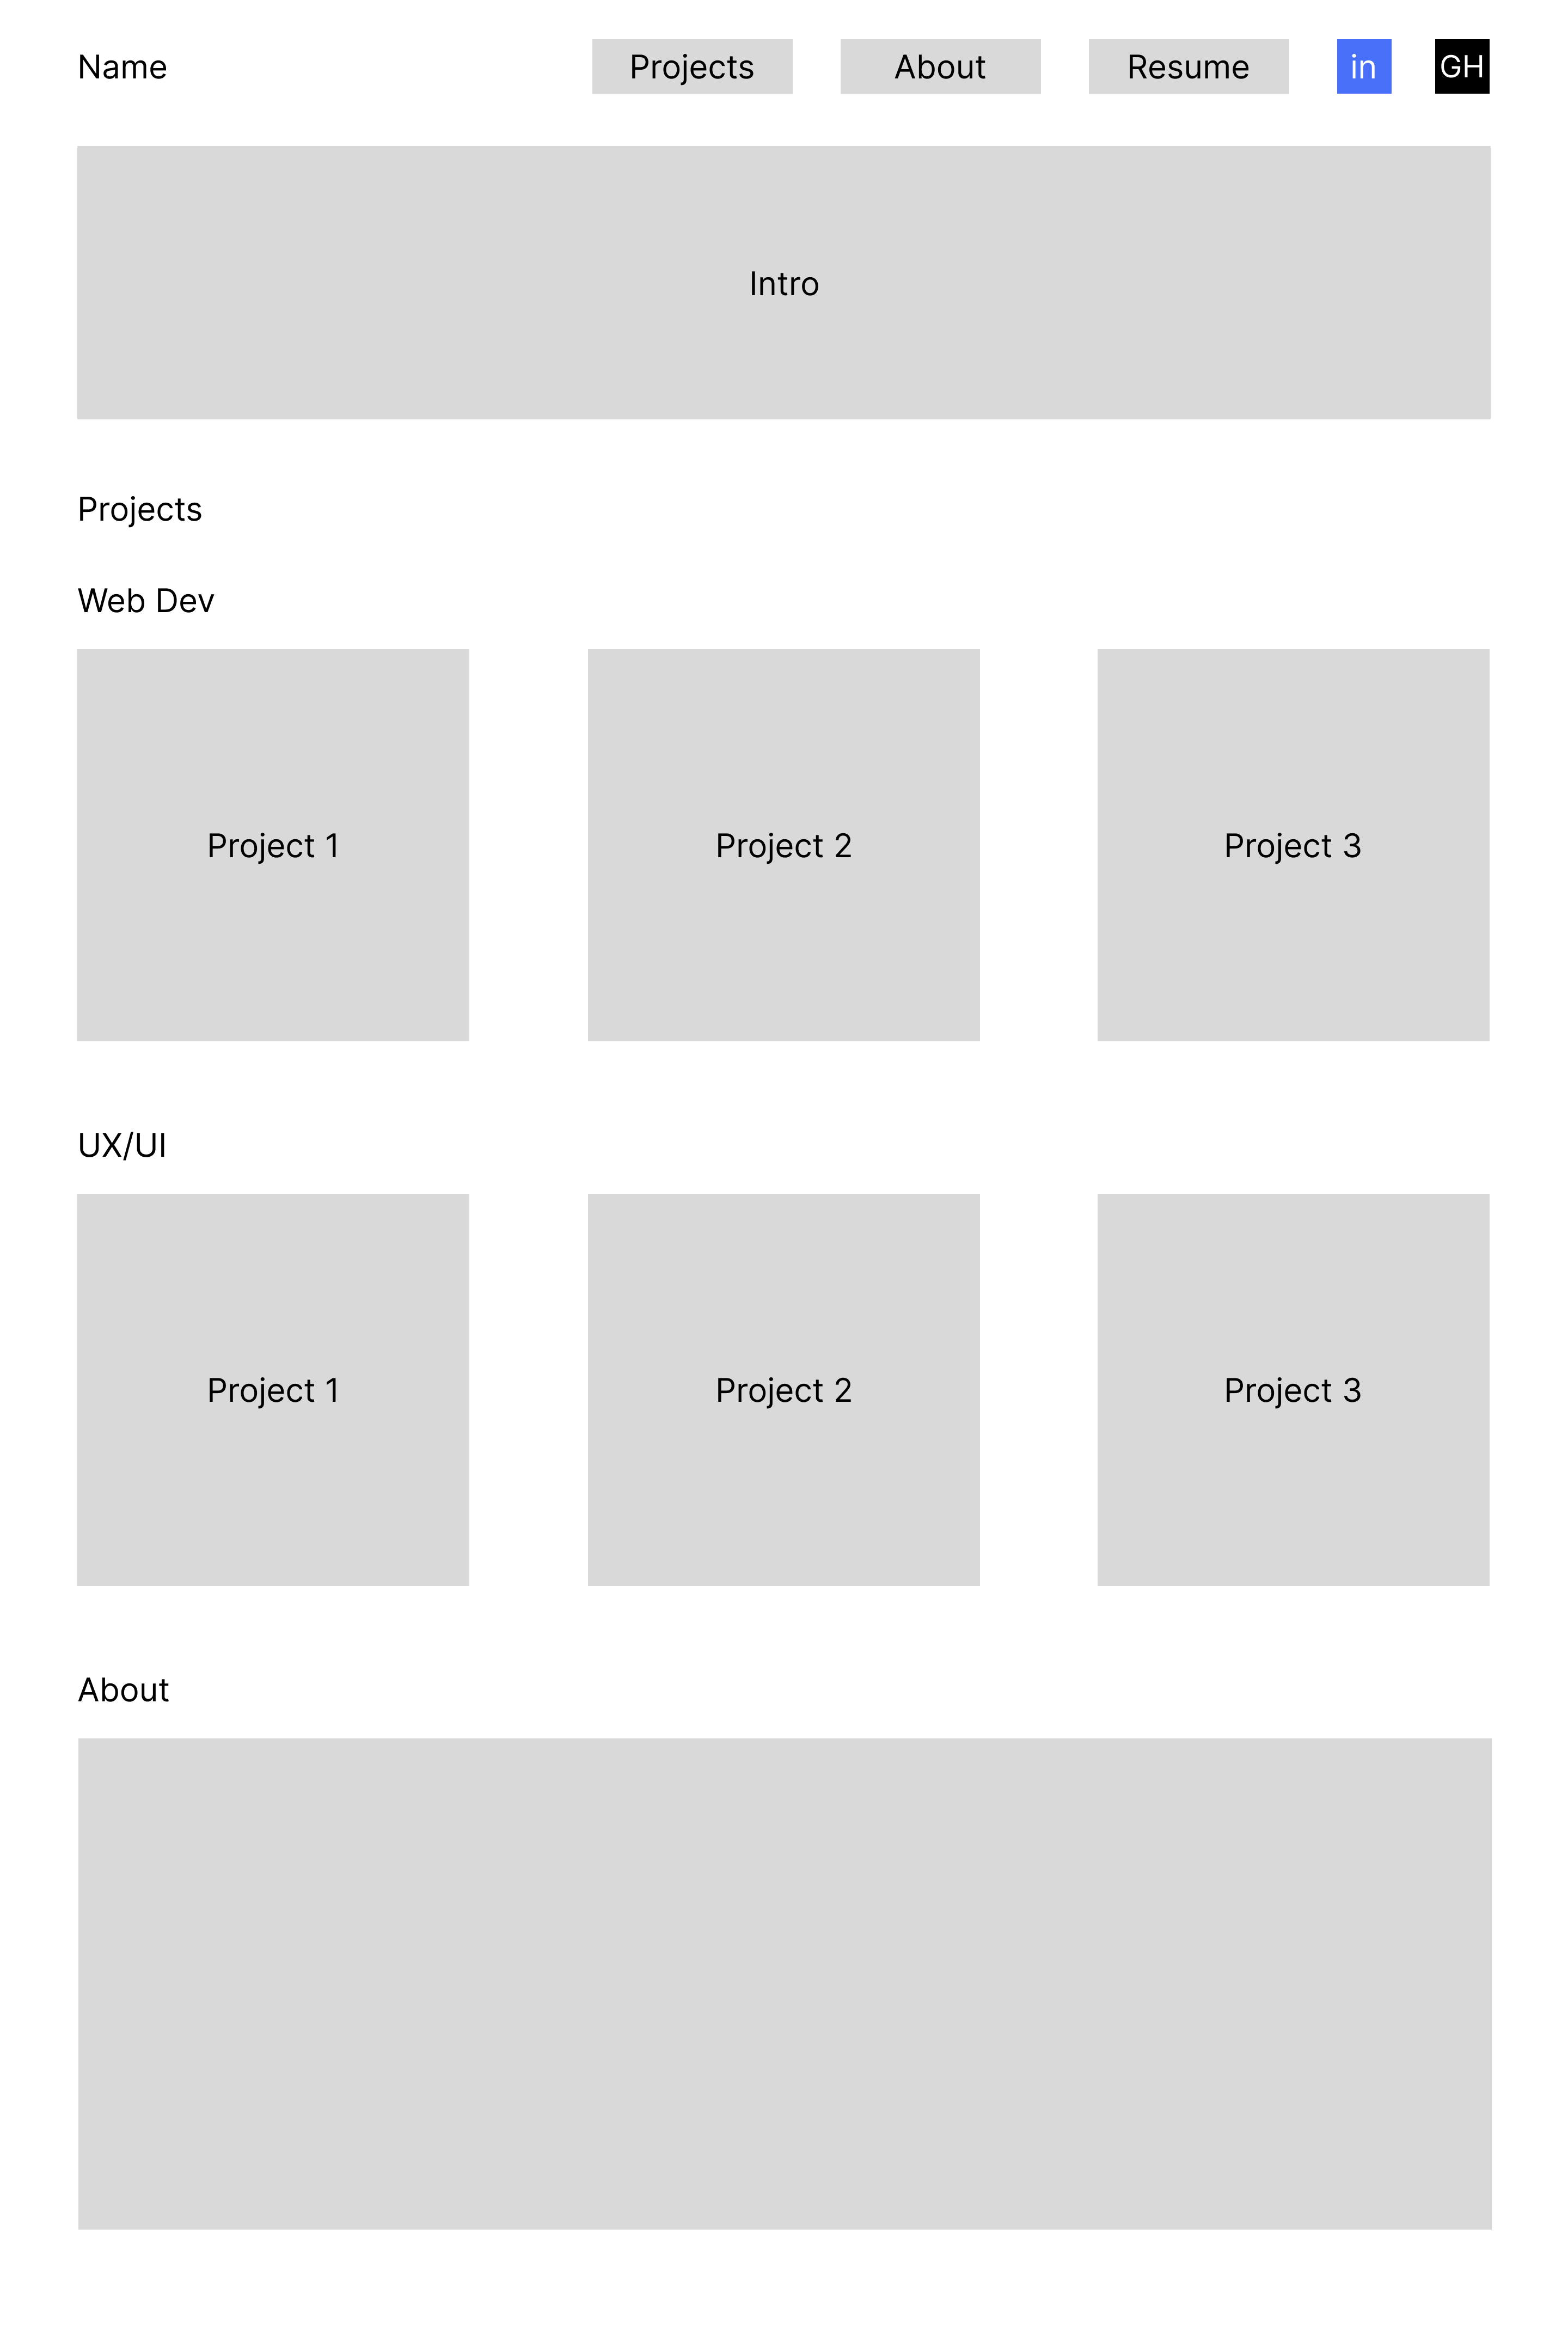 Name
Projects
About
Resume
in
GH
Intro
Projects
Web Dev
Project 1
Project 2
Project 3
UX/UI
Project 1
Project 2
Project 3
About